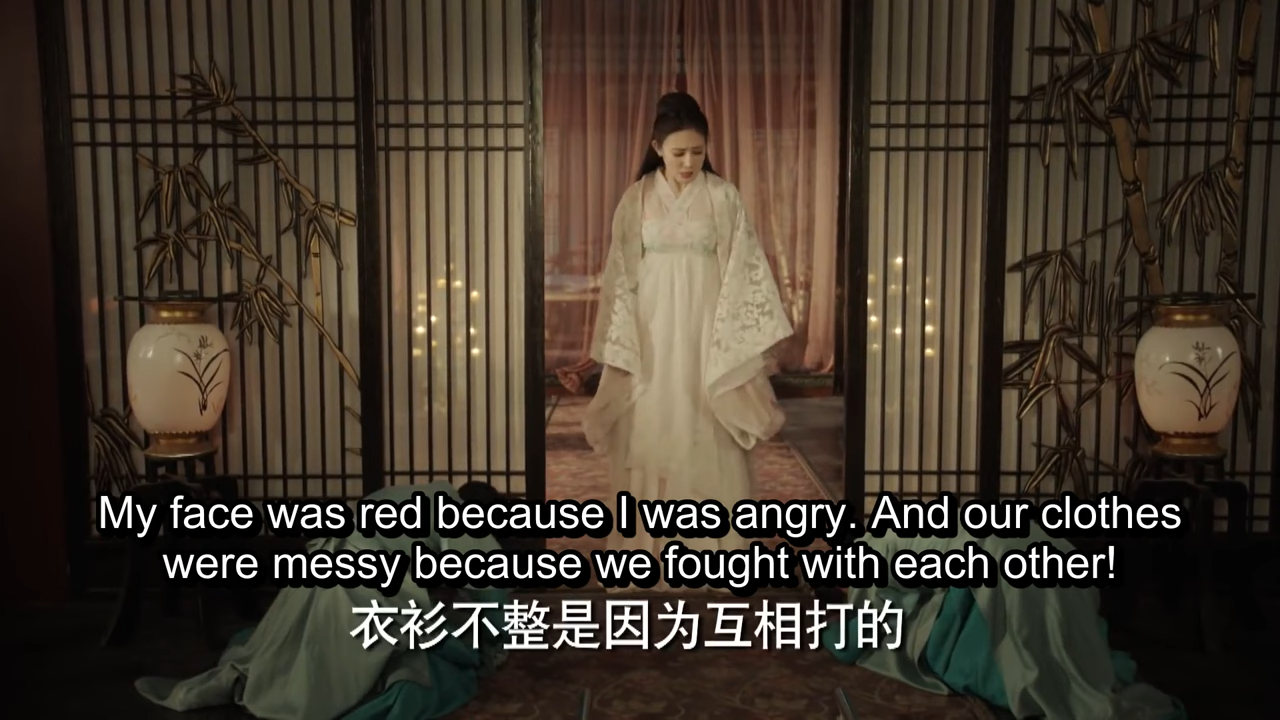 My face was red because I was angry. And our clothes
were messy because we fought with each other!
衣衫不整是因为互相打的